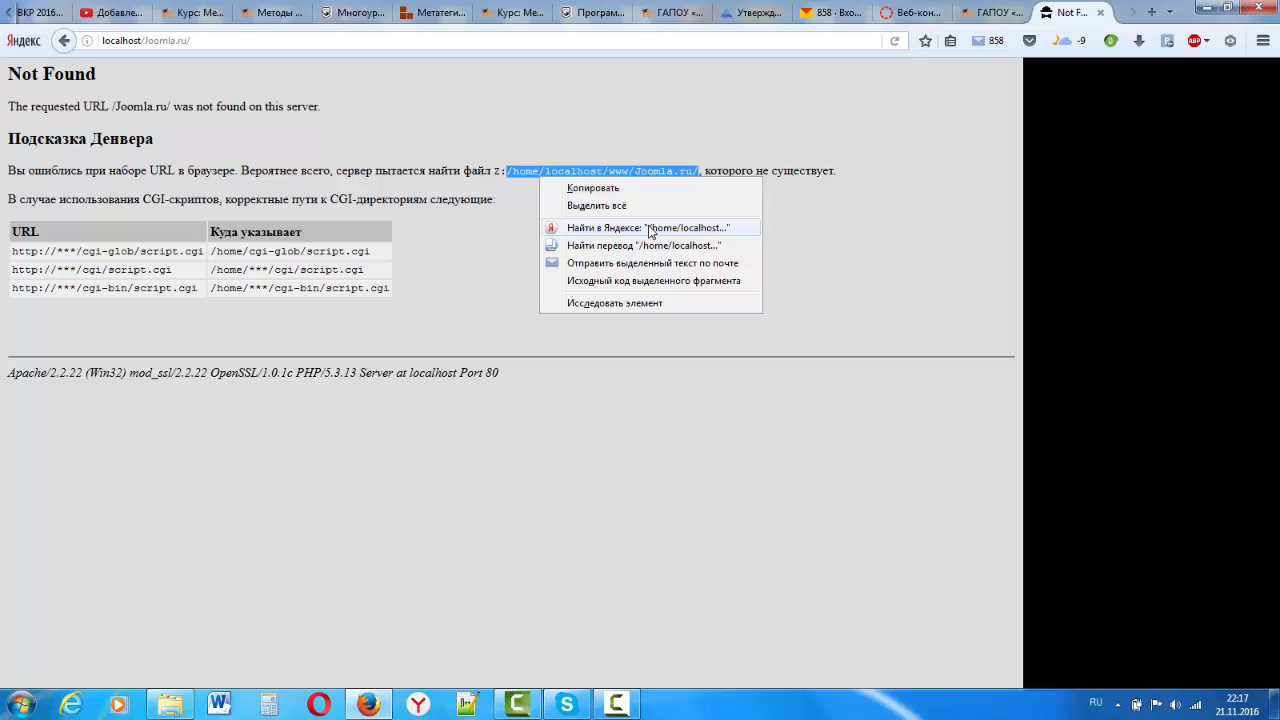 ВКР 2016...
Добавле...
Курс Ме...
Методы ...
Многоур...
Метатеги...
Курс Ме...
Програм...
ГАПОУ «...
Утвержд...
858 · Вхо...
Веб-кон...
ГАПОУ «...
Not F...
Яндекс
localhost/Joomla.ru/
858
-9
ABP
Not Found
The requested URL /Joomla.ru/ was not found on this server.
Подсказка Денвера
Вы ошиблись при наборе URL в браузере. Вероятнее всего, сервер пытается найти файл z:/home/localhost/www/Joomla.ru/, которого не существует.
В случае использования CGI-скриптов, корректные пути к CGI-директориям следующие:
URL Куда указывает
http://***/cgi-glob/script.cgi /home/cgi-glob/script.cgi
http://***/cgi/script.cgi /home/***/cgi/script.cgi
http://***/cgi-bin/script.cgi /home/***/cgi-bin/script.cgi
Копировать
Выделить всё
Найти в Яндексе: "/home/localhost..."
Найти перевод "/home/localhost..."
Отправить выделенный текст по почте
Исходный код выделенного фрагмента
Исследовать элемент
Apache/2.2.22 (Win32) mod_ssl/2.2.22 OpenSSL/1.0.1c PHP/5.3.13 Server at localhost Port 80
RU
22:17
21.11.2016